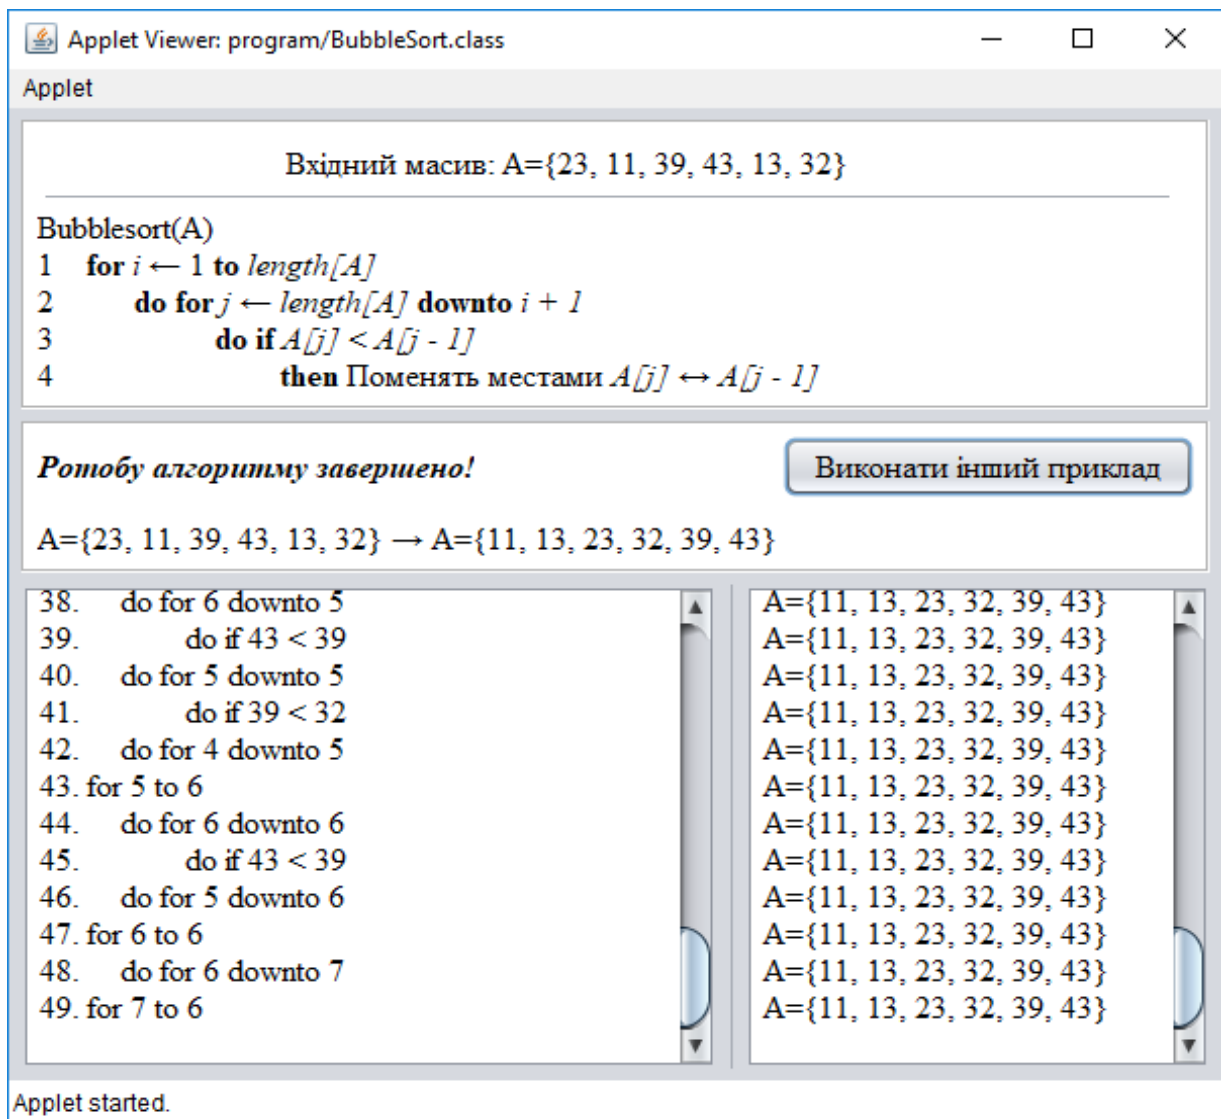 Applet Viewer: program/BubbleSort.class
Applet
Вхідний масив: A={23, 11, 39, 43, 13, 32}
Bubblesort(A)
1 for i ← 1 to length[A]
2 do for j ← length[A] downto i + 1
3 do if A[j] < A[j - 1]
4 then Поменять местами A[j] ↔ A[j - 1]
Ротобу алгоритму завершено!
Виконати інший приклад
A={23, 11, 39, 43, 13, 32} → A={11, 13, 23, 32, 39, 43}
38. do for 6 downto 5
39. do if 43 < 39
40. do for 5 downto 5
41. do if 39 < 32
42. do for 4 downto 5
43. for 5 to 6
44. do for 6 downto 6
45. do if 43 < 39
46. do for 5 downto 6
47. for 6 to 6
48. do for 6 downto 7
49. for 7 to 6
A={11, 13, 23, 32, 39, 43}
A={11, 13, 23, 32, 39, 43}
A={11, 13, 23, 32, 39, 43}
A={11, 13, 23, 32, 39, 43}
A={11, 13, 23, 32, 39, 43}
A={11, 13, 23, 32, 39, 43}
A={11, 13, 23, 32, 39, 43}
A={11, 13, 23, 32, 39, 43}
A={11, 13, 23, 32, 39, 43}
A={11, 13, 23, 32, 39, 43}
A={11, 13, 23, 32, 39, 43}
A={11, 13, 23, 32, 39, 43}
Applet started.